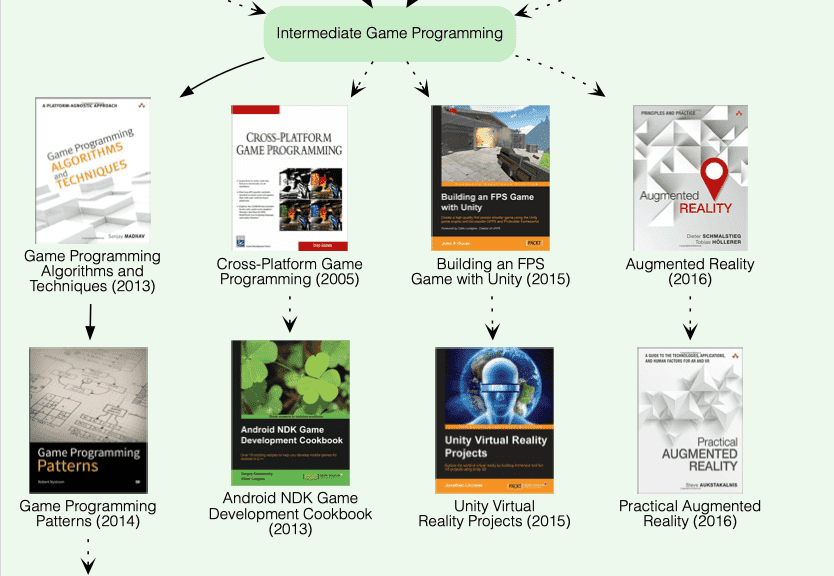 Intermediate Game Programming
A PLATFORM-AGNOSTIC APPROACH
Game Programming
ALGORITHMS
and
TECHNIQUES
Sanjay MADHAV
Game Programming
Algorithms and
Techniques (2013)
CROSS-PLATFORM
GAME PROGRAMMING
Cross-Platform Game
Programming (2005)
Building an FPS Game
with Unity
John P. Doran
PACKT
Building an FPS
Game with Unity (2015)
PRINCIPLES AND PRACTICE
Augmented
REALITY
Dieter SCHMALSTIEG
Tobias HÖLLERER
Augmented Reality
(2016)
Game Programming
Patterns
Robert Nystrom
Game Programming
Patterns (2014)
Android NDK Game
Development Cookbook
Android NDK Game
Development Cookbook
(2013)
Unity Virtual Reality
Projects
Jonathan Linowes
PACKT
Unity Virtual
Reality Projects (2015)
A GUIDE TO THE TECHNOLOGIES, APPLICATIONS,
AND HUMAN FACTORS FOR AR AND VR
Practical
AUGMENTED
REALITY
Steve AUKSTAKALNIS
Practical Augmented
Reality (2016)